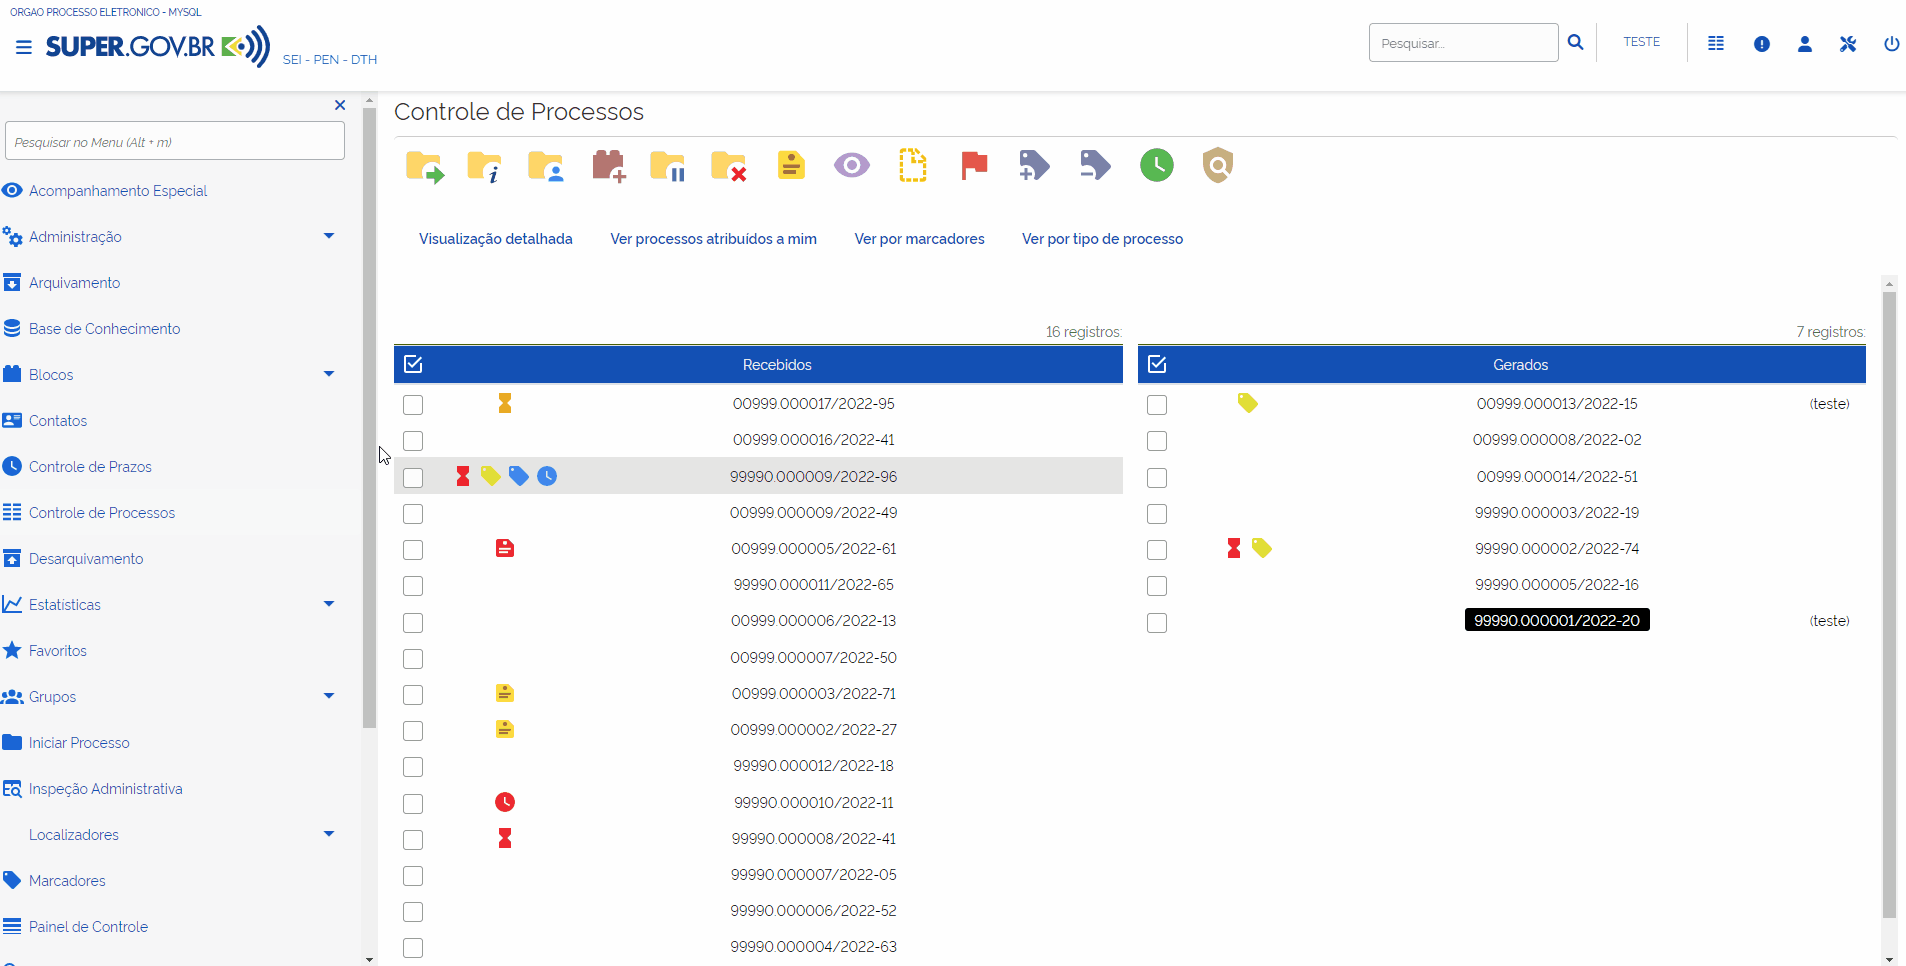 ORGAO PROCESSO ELETRONICO - MYSQL
SUPER.GOV.BR
SEI - PEN - DTH
Pesquisar...
TESTE
Pesquisar no Menu (Alt + m)
Acompanhamento Especial
Administração
Arquivamento
Base de Conhecimento
Blocos
Contatos
Controle de Prazos
Controle de Processos
Desarquivamento
Estatísticas
Favoritos
Grupos
Iniciar Processo
Inspeção Administrativa
Localizadores
Marcadores
Painel de Controle
Controle de Processos
Visualização detalhada
Ver processos atribuídos a mim
Ver por marcadores
Ver por tipo de processo
16 registros:
Recebidos
00999.000017/2022-95
00999.000016/2022-41
99990.000009/2022-96
00999.000009/2022-49
00999.000005/2022-61
99990.000011/2022-65
00999.000006/2022-13
00999.000007/2022-50
00999.000003/2022-71
00999.000002/2022-27
99990.000012/2022-18
99990.000010/2022-11
99990.000008/2022-41
99990.000007/2022-05
99990.000006/2022-52
99990.000004/2022-63
7 registros:
Gerados
00999.000013/2022-15 (teste)
00999.000008/2022-02
00999.000014/2022-51
99990.000003/2022-19
99990.000002/2022-74
99990.000005/2022-16
99990.000001/2022-20 (teste)